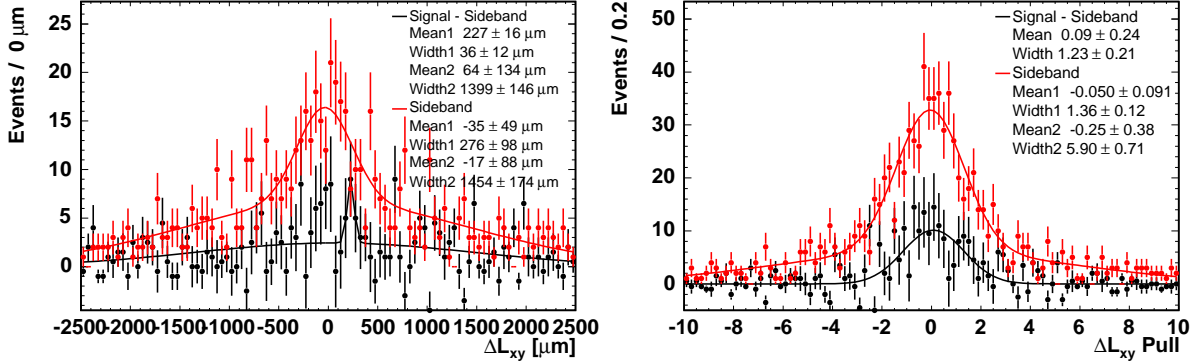 Events / 0 μm
25
20
15
10
5
0
Signal - Sideband
Mean1 227 ± 16 μm
Width1 36 ± 12 μm
Mean2 64 ± 134 μm
Width2 1399 ± 146 μm
Sideband
Mean1 -35 ± 49 μm
Width1 276 ± 98 μm
Mean2 -17 ± 88 μm
Width2 1454 ± 174 μm
-2500 -2000 -1500 -1000 -500 0 500 1000 1500 2000 2500
ΔLxy [μm]
Events / 0.2
50
40
30
20
10
0
Signal - Sideband
Mean 0.09 ± 0.24
Width 1.23 ± 0.21
Sideband
Mean1 -0.050 ± 0.091
Width1 1.36 ± 0.12
Mean2 -0.25 ± 0.38
Width2 5.90 ± 0.71
-10 -8 -6 -4 -2 0 2 4 6 8 10
ΔLxy Pull